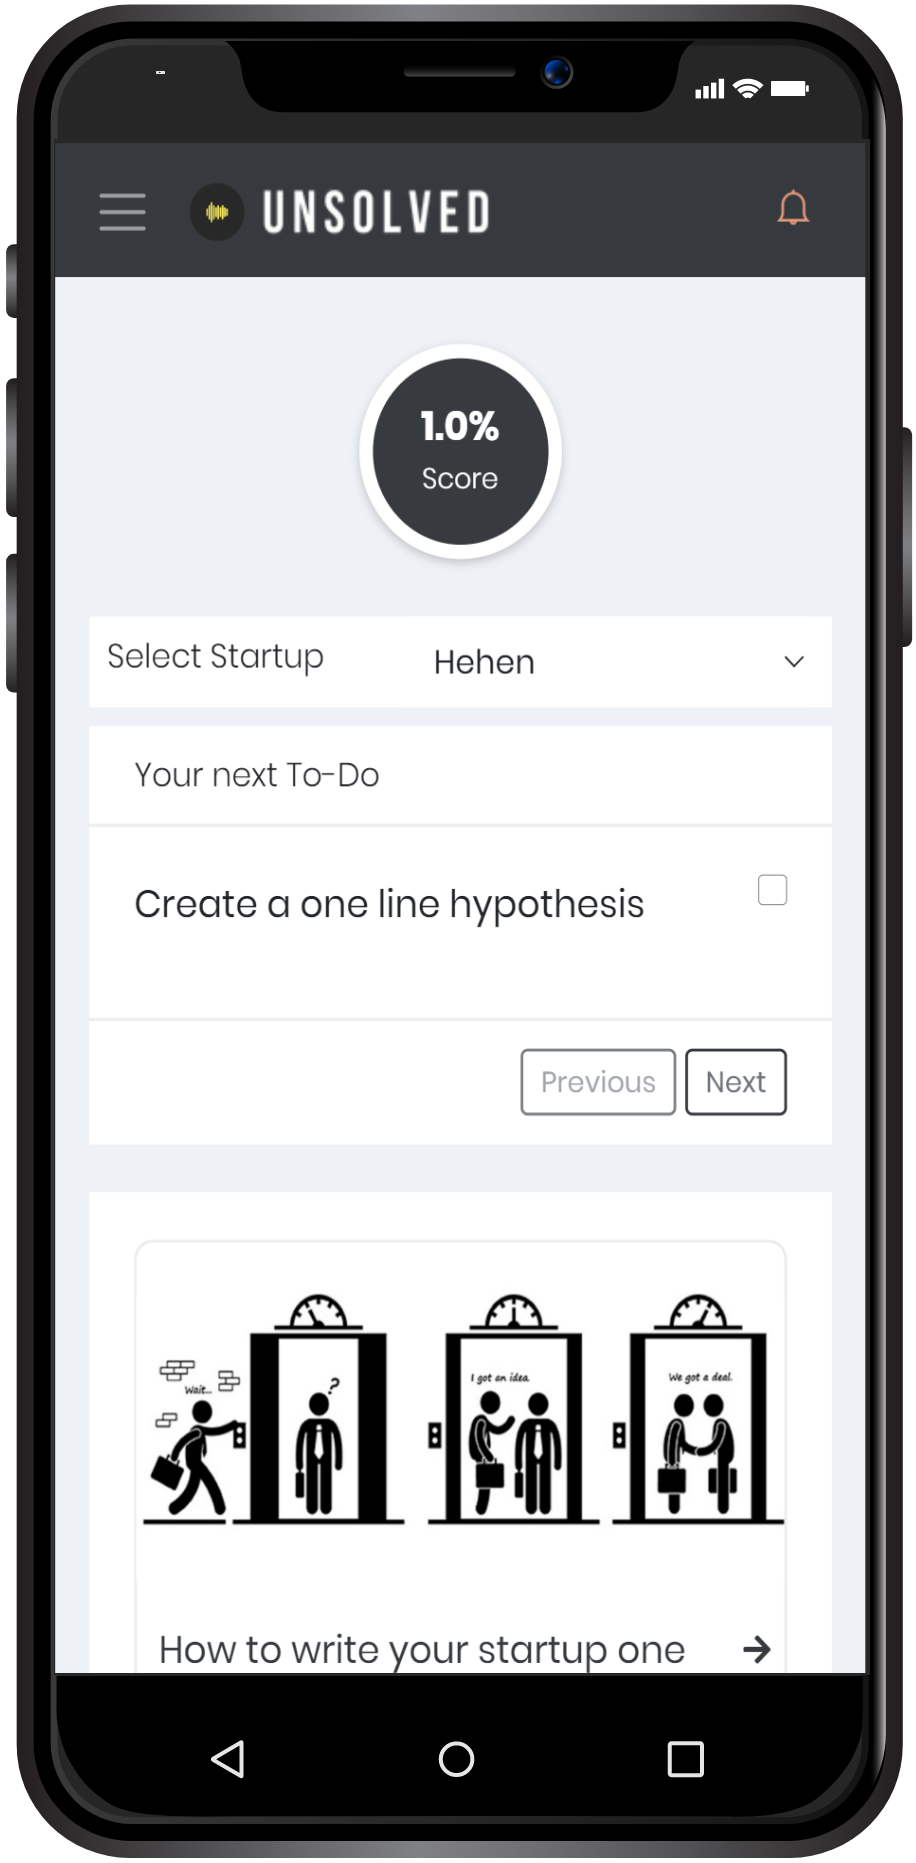 UNSOLVED
1.0%
Score
Select Startup Hehen
Your next To-Do
Create a one line hypothesis
Previous Next
Wait...
?
I got an idea.
We got a deal.
How to write your startup one